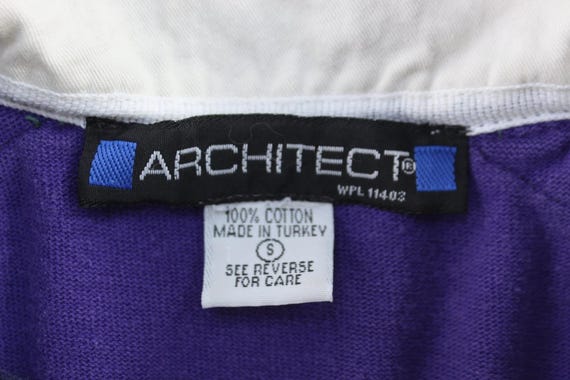 ARCHITECT®
WPL 11403
100% COTTON
MADE IN TURKEY
S
SEE REVERSE
FOR CARE